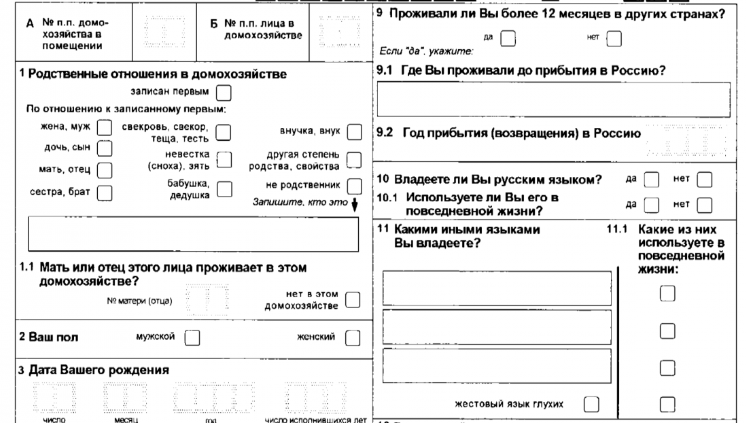 А № п.п. домо-
хозяйства в
помещении
Б № п.п. лица в
домохозяйстве
1 Родственные отношения в домохозяйстве
записан первым
По отношению к записанному первым:
жена, муж
дочь, сын
мать, отец
сестра, брат
свекровь, свекор,
теща, тесть
невестка
(сноха), зять
бабушка,
дедушка
внучка, внук
другая степень
родства, свойства
не родственник
Запишите, кто это
1.1 Мать или отец этого лица проживает в этом
домохозяйстве?
№ матери (отца)
нет в этом
домохозяйстве
2 Ваш пол
мужской
женский
3 Дата Вашего рождения
число
месяц
год
число исполнившихся лет
9 Проживали ли Вы более 12 месяцев в других странах?
да
нет
Если "да", укажите:
9.1 Где Вы проживали до прибытия в Россию?
9.2 Год прибытия (возвращения) в Россию
10 Владеете ли Вы русским языком?
да
нет
10.1 Используете ли Вы его в
повседневной жизни?
да
нет
11 Какими иными языками
Вы владеете?
11.1 Какие из них
используете в
повседневной
жизни:
жестовый язык глухих